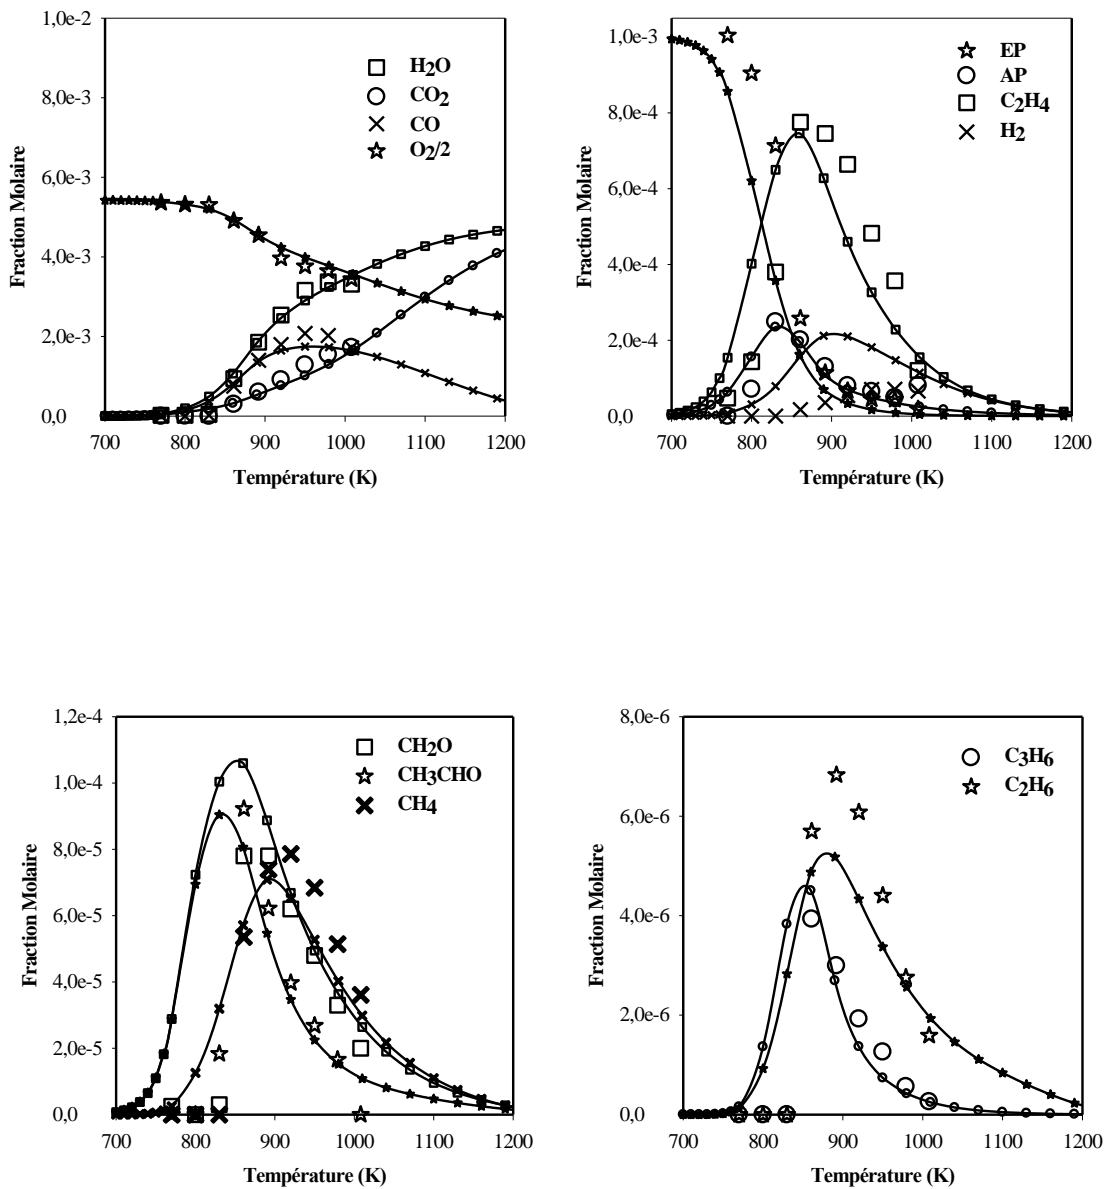 1,0e-2
8,0e-3
6,0e-3
4,0e-3
2,0e-3
0,0
700 800 900 1000 1100 1200
Fraction Molaire
Température (K)
H2O
CO2
CO
O2/2
1,0e-3
8,0e-4
6,0e-4
4,0e-4
2,0e-4
0,0
700 800 900 1000 1100 1200
Fraction Molaire
Température (K)
EP
AP
C2H4
H2
1,2e-4
1,0e-4
8,0e-5
6,0e-5
4,0e-5
2,0e-5
0,0
700 800 900 1000 1100 1200
Fraction Molaire
Température (K)
CH2O
CH3CHO
CH4
8,0e-6
6,0e-6
4,0e-6
2,0e-6
0,0
700 800 900 1000 1100 1200
Fraction Molaire
Température (K)
C3H6
C2H6